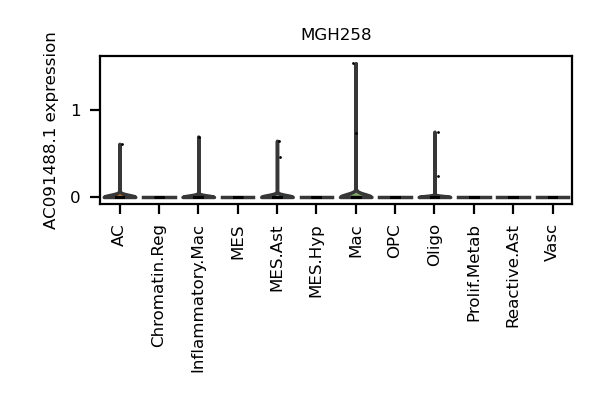 MGH258
AC091488.1 expression
1
0
AC
Chromatin.Reg
Inflammatory.Mac
MES
MES.Ast
MES.Hyp
Mac
OPC
Oligo
Prolif.Metab
Reactive.Ast
Vasc